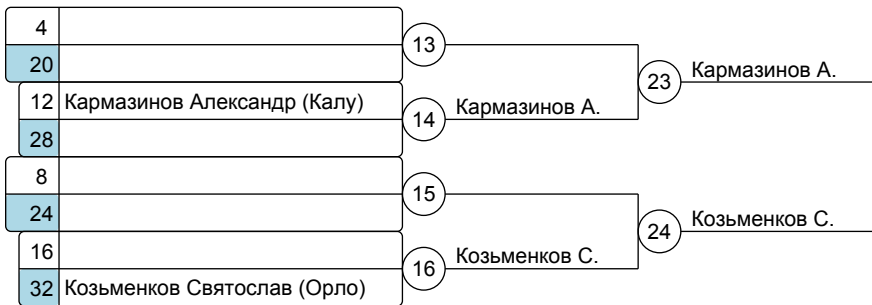 4
13
20
23 Кармазинов А.
12 Кармазинов Александр (Калу)
14 Кармазинов А.
28
8
15
24
24 Козьменков С.
16
16 Козьменков С.
32 Козьменков Святослав (Орло)